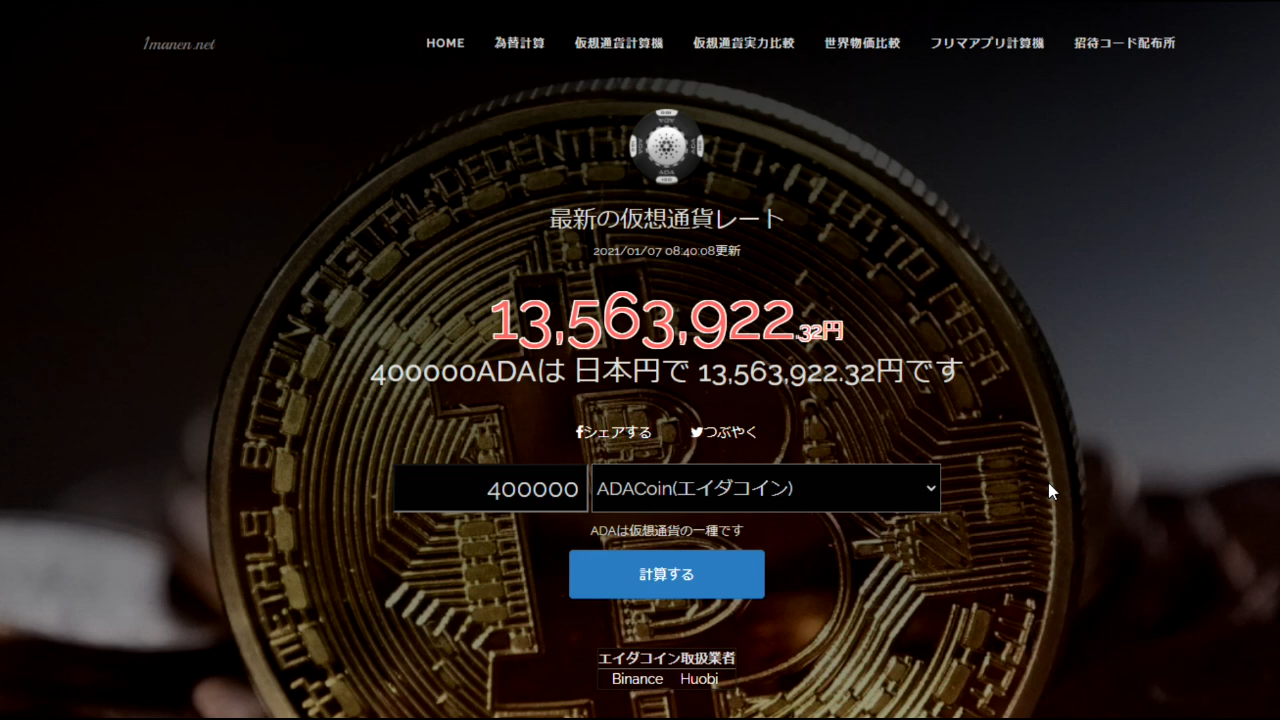 1manen.net
HOME 為替計算 仮想通貨計算機 仮想通貨実力比較 世界物価比較 フリマアプリ計算機 招待コード配布所
ADA
最新の仮想通貨レート
2021/01/07 08:40:08更新
13,563,922.32円
400000ADAは 日本円で 13,563,922.32円です
シェアする つぶやく
400000 ADACoin(エイダコイン)
ADAは仮想通貨の一種です
計算する
エイダコイン取扱業者
Binance Huobi